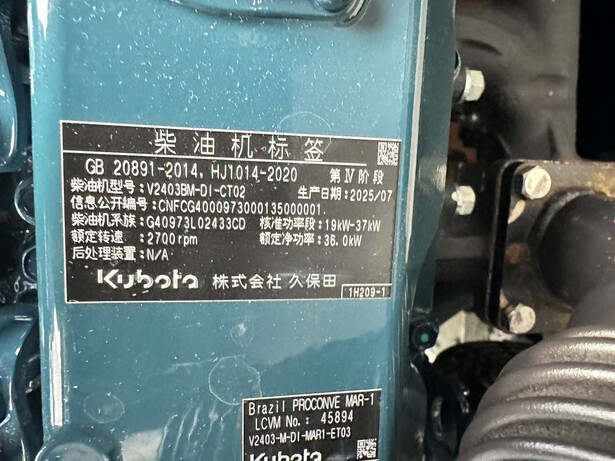 柴油机标签
GB 20891-2014, HJ1014-2020 第Ⅳ阶段
柴油机型号: V2403BM-DI-CT02 生产日期: 2025/07
信息公开编号: CNFCG4000973000135000001.
柴油机系族: G40973L02433CD 核准功率段: 19kW-37kW
额定转速: 2700rpm 额定净功率: 36.0kW
后处理装置: N/A
Kubota 株式会社 久保田
1H209-1
Brazil PROCONVE MAR-1
LCVM No.: 45894
V2403-M-DI-MAR1-ET03
Kubota